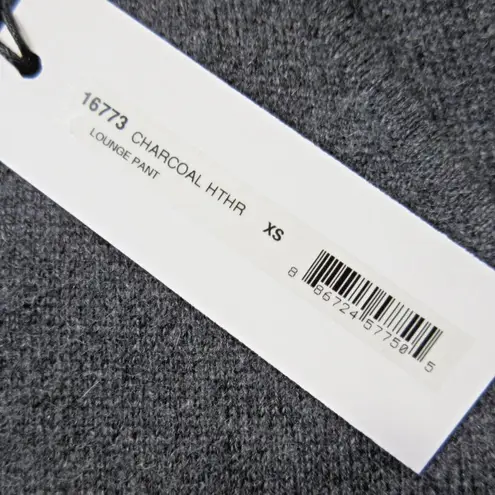 16773 CHARCOAL HTHR XS
LOUNGE PANT
8 86724 57750 5